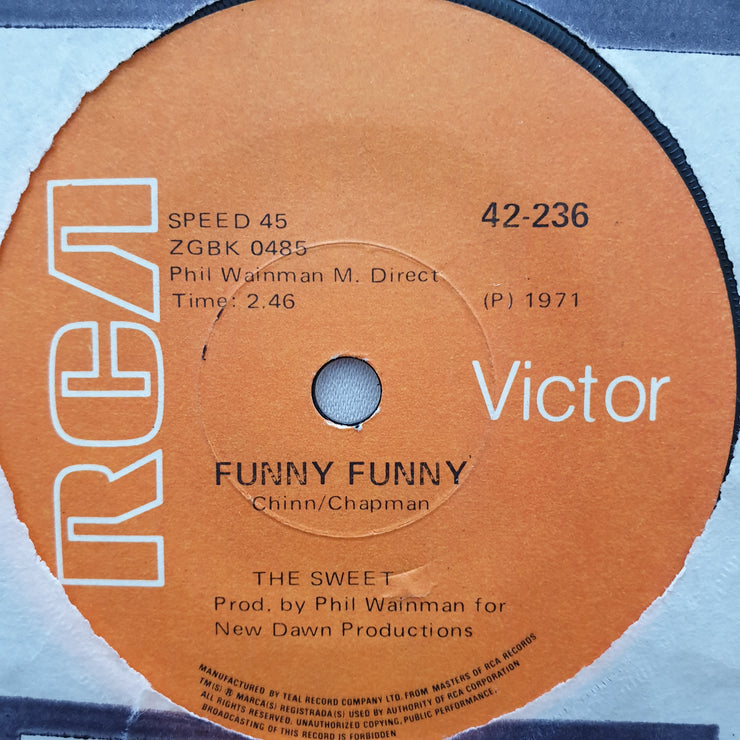 RCA
SPEED 45
ZGBK 0485
Phil Wainman M. Direct
Time: 2.46
42-236
(P) 1971
Victor
FUNNY FUNNY
Chinn/Chapman
THE SWEET
Prod. by Phil Wainman for
New Dawn Productions
MANUFACTURED BY TEAL RECORD COMPANY LTD. FROM MASTERS OF RCA RECORDS
TM(S) ® MARCA(S) REGISTRADA(S) USED BY AUTHORITY OF RCA CORPORATION
ALL RIGHTS RESERVED. UNAUTHORIZED COPYING, PUBLIC PERFORMANCE,
BROADCASTING OF THIS RECORD IS FORBIDDEN